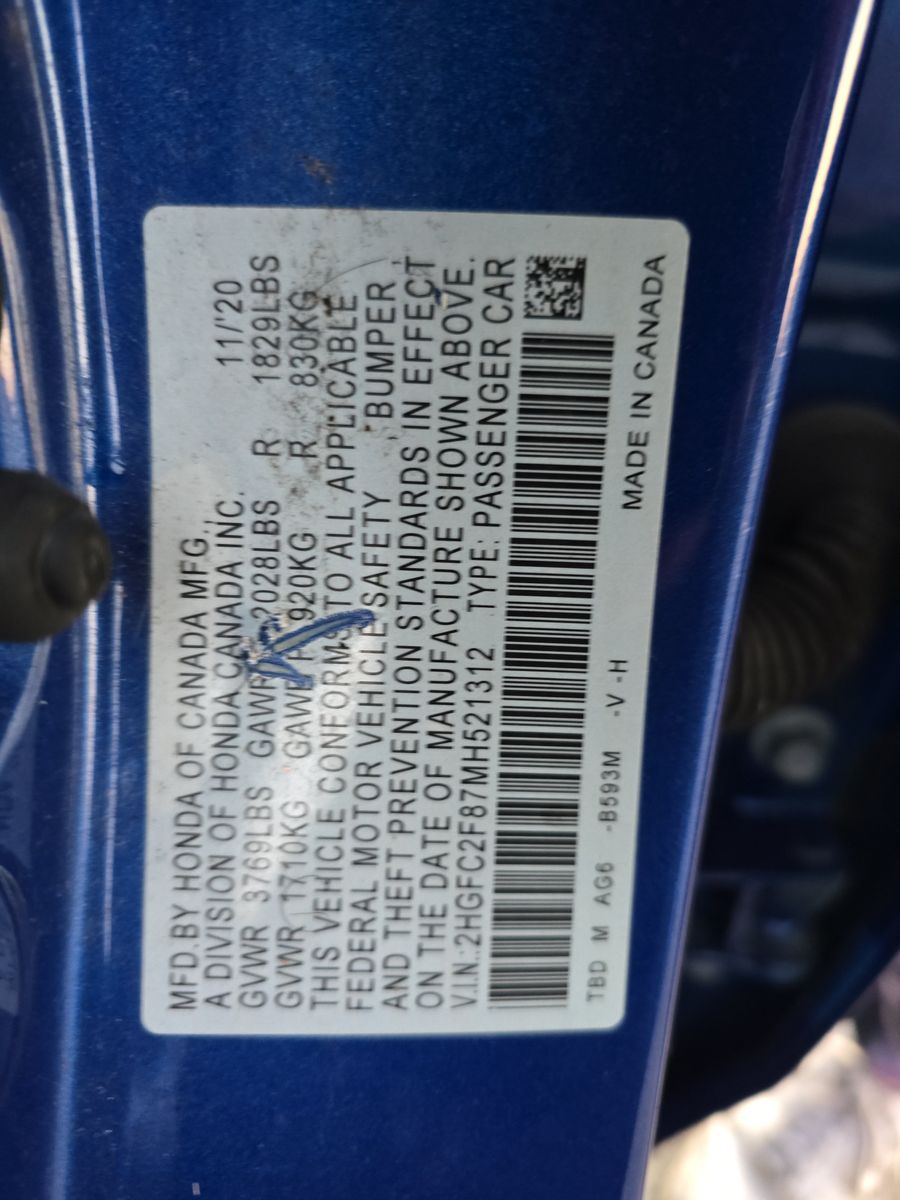 MFD.BY HONDA OF CANADA MFG.,
A DIVISION OF HONDA CANADA INC. 11/'20
GVWR 3769LBS GAWR 2028LBS R 1829LBS
GVWR 1710KG GAWR 920KG R 830KG
THIS VEHICLE CONFORMS TO ALL APPLICABLE
FEDERAL MOTOR VEHICLE SAFETY BUMPER,
AND THEFT PREVENTION STANDARDS IN EFFECT
ON THE DATE OF MANUFACTURE SHOWN ABOVE.
V.I.N.:2HGFC2F87MH521312 TYPE: PASSENGER CAR
TBD M AG6 -B593M -V -H MADE IN CANADA